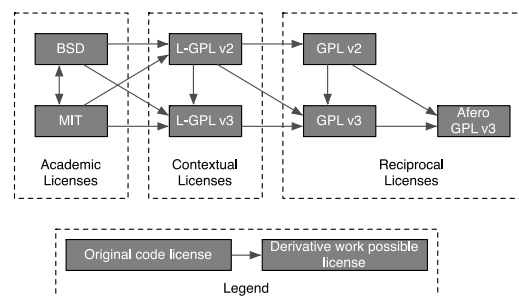 BSD
L-GPL v2
GPL v2
MIT
L-GPL v3
GPL v3
Afero
GPL v3
Academic
Licenses
Contextual
Licenses
Reciprocal
Licenses
Original code license
Derivative work possible
license
Legend